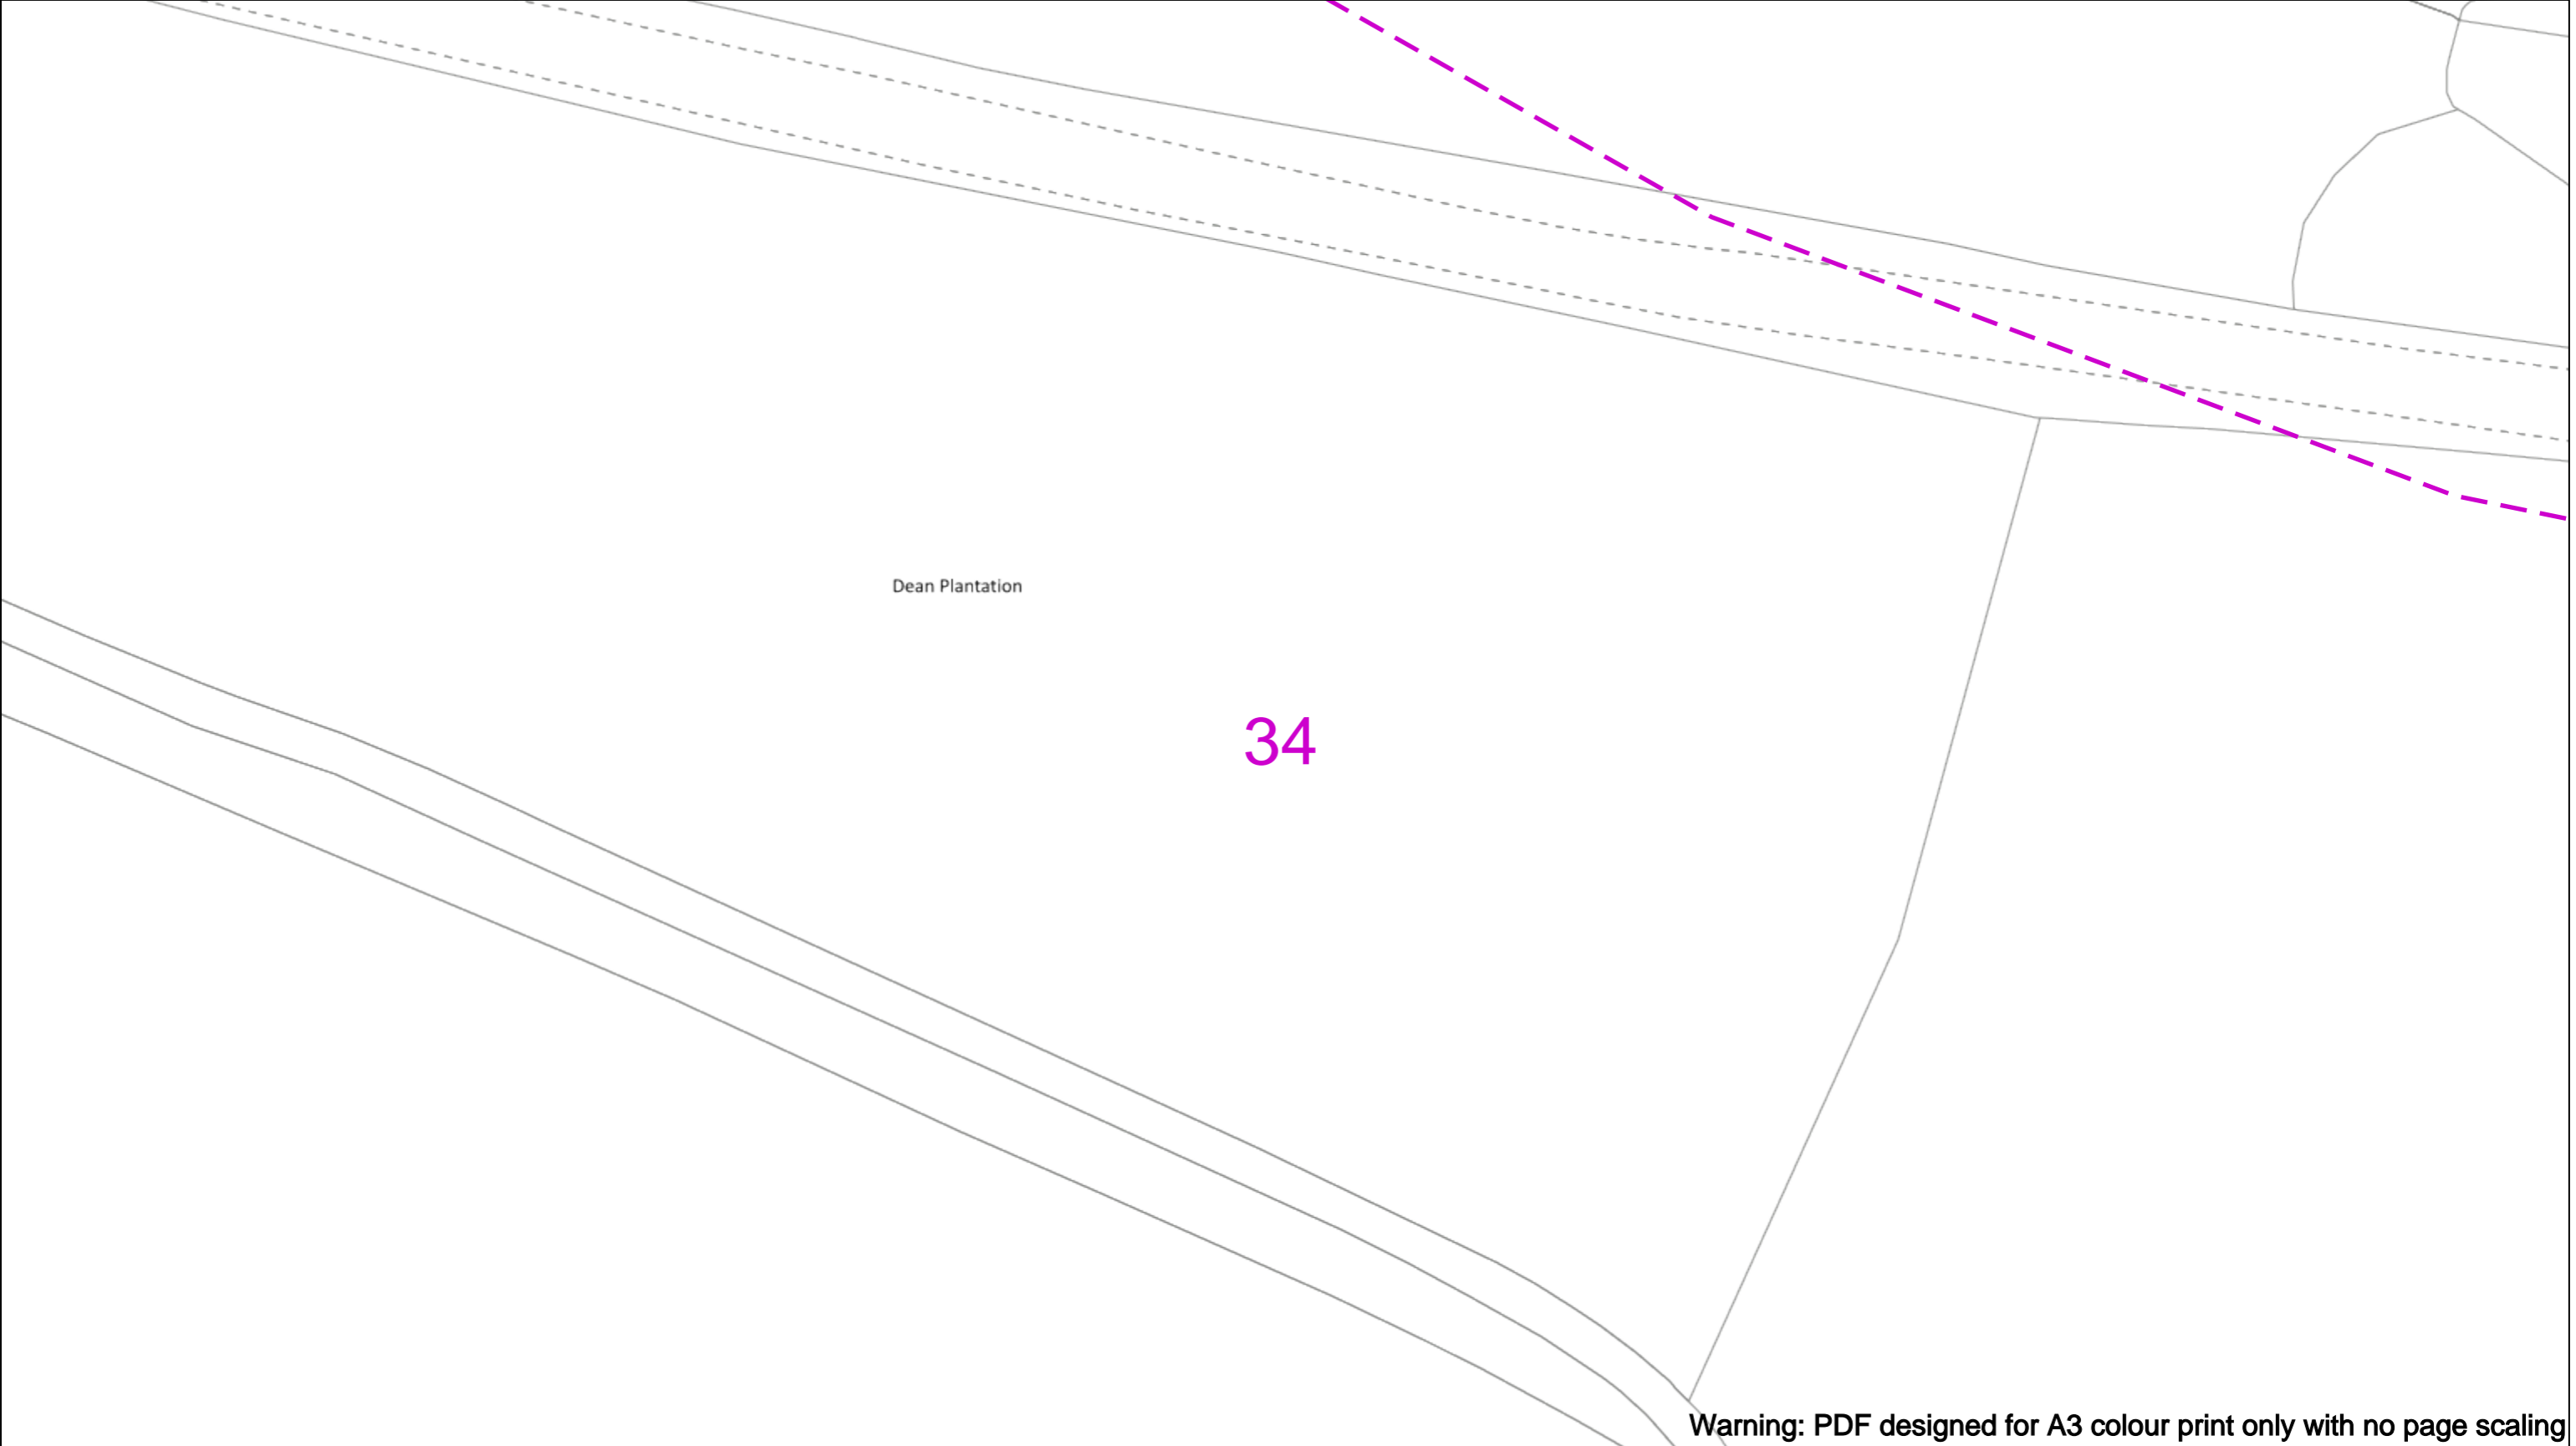 Dean Plantation
34
Warning: PDF designed for A3 colour print only with no page scaling